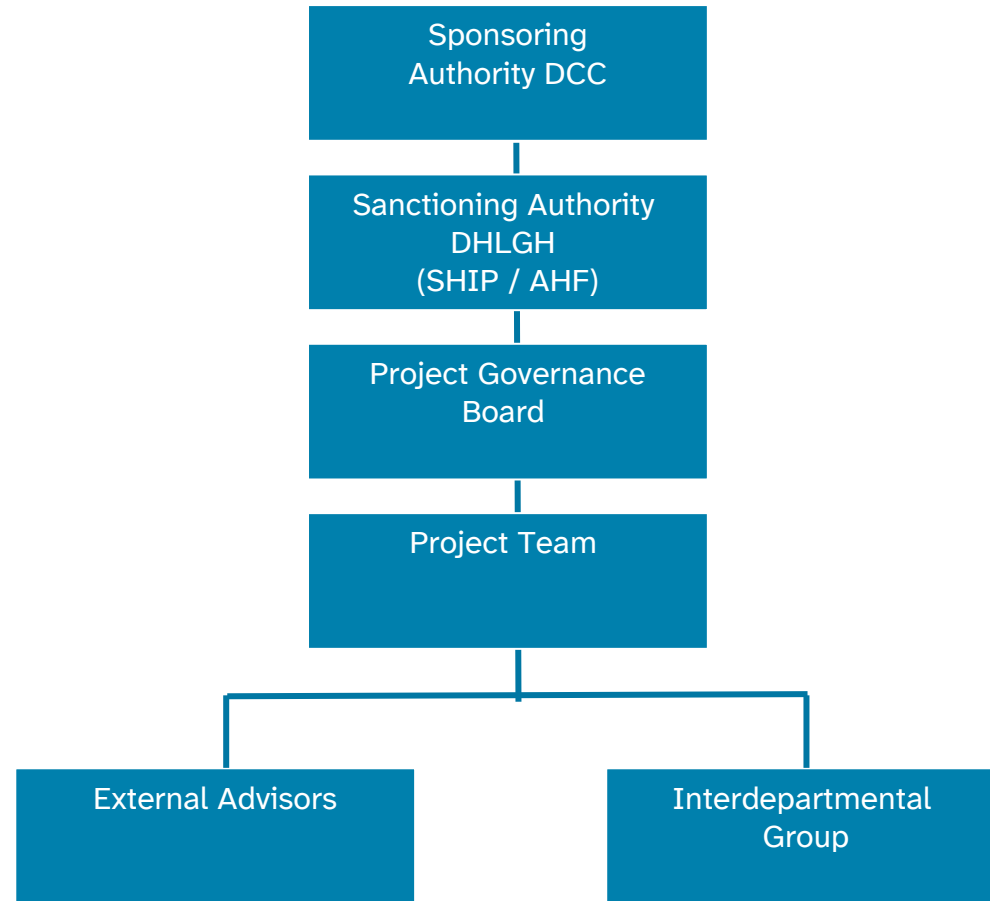 Sponsoring
Authority DCC
Sanctioning Authority
DHLGH
(SHIP / AHF)
Project Governance
Board
Project Team
External Advisors
Interdepartmental
Group